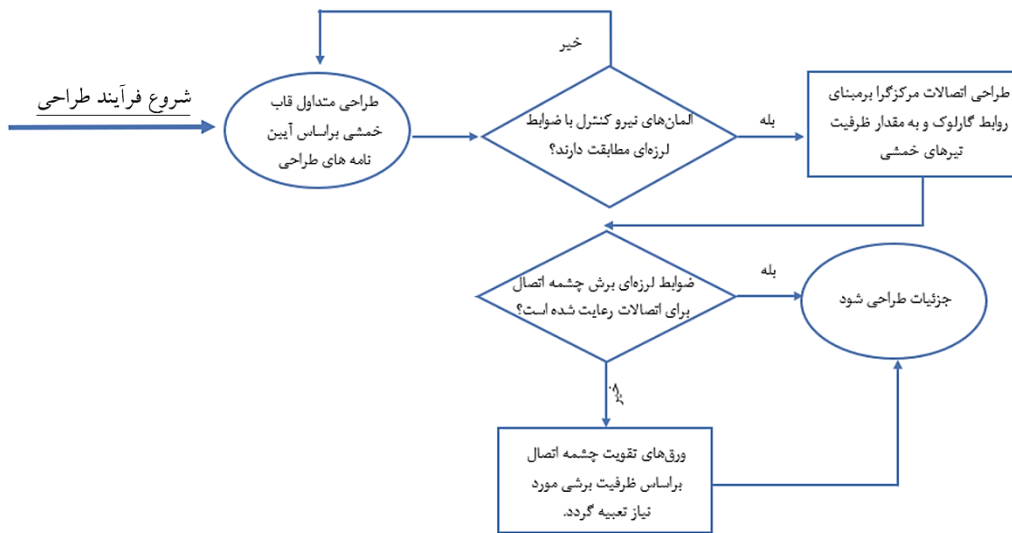 شروع فرآیند طراحی
طراحی متداول قاب
خمشی براساس آیین
نامه های طراحی
خیر
المان‌های نیرو کنترل با ضوابط
لرزه‌ای مطابقت دارند؟
بله
طراحی اتصالات مرکزگرا برمبنای
روابط گارلوک و به مقدار ظرفیت
تیرهای خمشی
ضوابط لرزه‌ای برش چشمه اتصال
برای اتصالات رعایت شده است؟
بله
جزئیات طراحی شود
خیر
ورق‌های تقویت چشمه اتصال
براساس ظرفیت برشی مورد
نیاز تعبیه گردد.